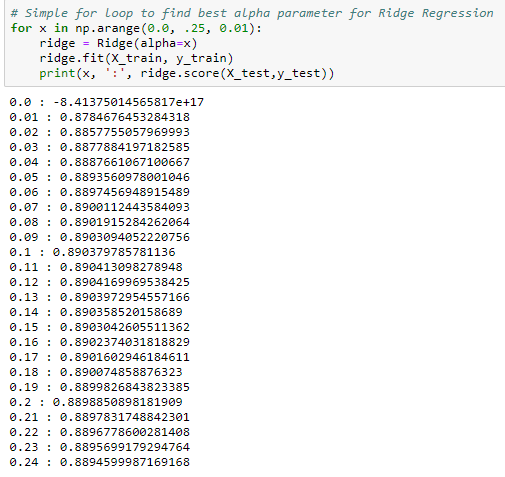 # Simple for loop to find best alpha parameter for Ridge Regression
for x in np.arange(0.0, .25, 0.01):
    ridge = Ridge(alpha=x)
    ridge.fit(X_train, y_train)
    print(x, ':', ridge.score(X_test,y_test))
0.0 : -8.41375014565817e+17
0.01 : 0.8784676453284318
0.02 : 0.8857755057969993
0.03 : 0.8877884197182585
0.04 : 0.8887661067100667
0.05 : 0.8893560978001046
0.06 : 0.8897456948915489
0.07 : 0.8900112443584093
0.08 : 0.8901915284262064
0.09 : 0.8903094052220756
0.1 : 0.890379785781136
0.11 : 0.890413098278948
0.12 : 0.8904169969538425
0.13 : 0.8903972954557166
0.14 : 0.890358520158689
0.15 : 0.8903042605511362
0.16 : 0.8902374031818829
0.17 : 0.8901602946184611
0.18 : 0.890074858876323
0.19 : 0.8899826843823385
0.2 : 0.8898850898181909
0.21 : 0.8897831748842301
0.22 : 0.8896778600281408
0.23 : 0.8895699179294764
0.24 : 0.8894599987169168